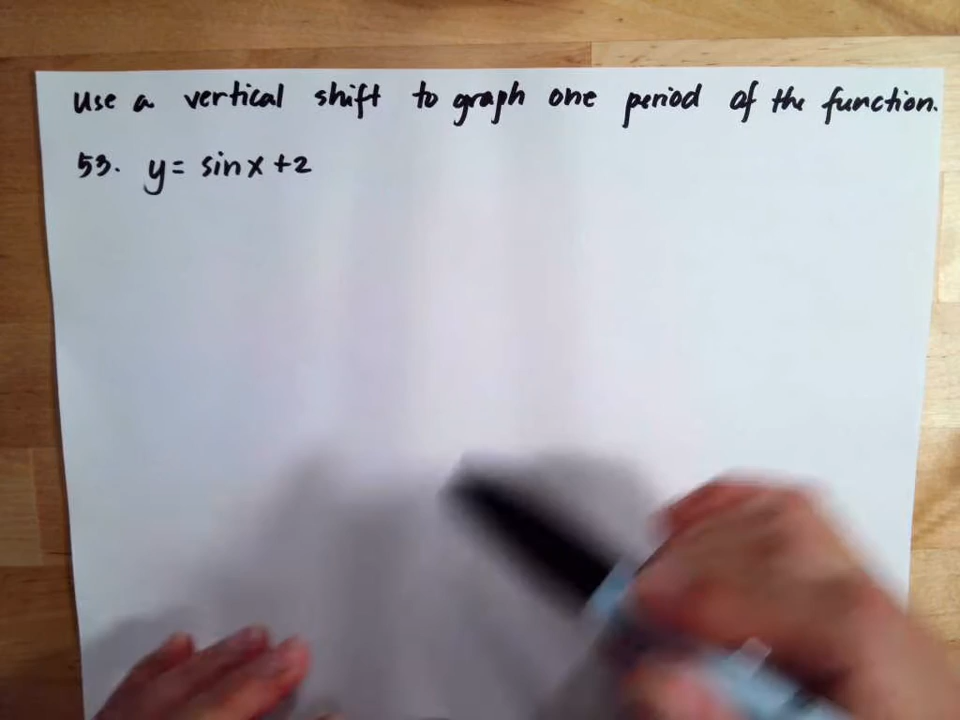 Use a vertical shift to graph one period of the function.
53. y = sin x + 2